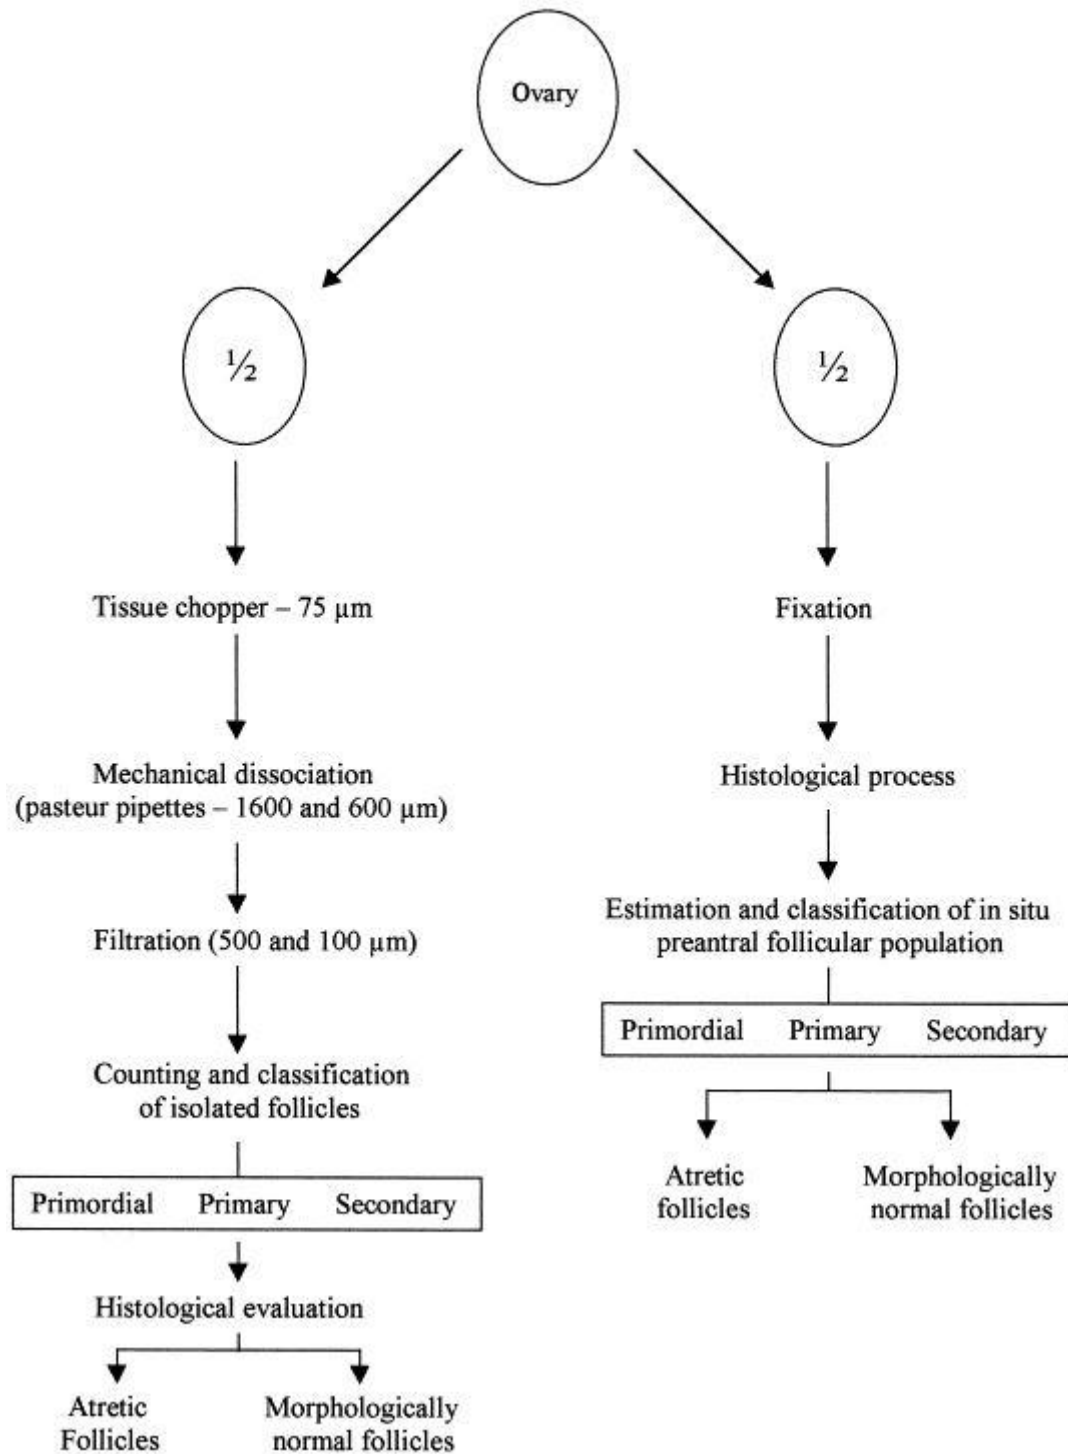 Ovary
½
½
Tissue chopper – 75 µm
Mechanical dissociation
(pasteur pipettes – 1600 and 600 µm)
Filtration (500 and 100 µm)
Counting and classification
of isolated follicles
Primordial Primary Secondary
Histological evaluation
Atretic
Follicles
Morphologically
normal follicles
Fixation
Histological process
Estimation and classification of in situ
preantral follicular population
Primordial Primary Secondary
Atretic
follicles
Morphologically
normal follicles